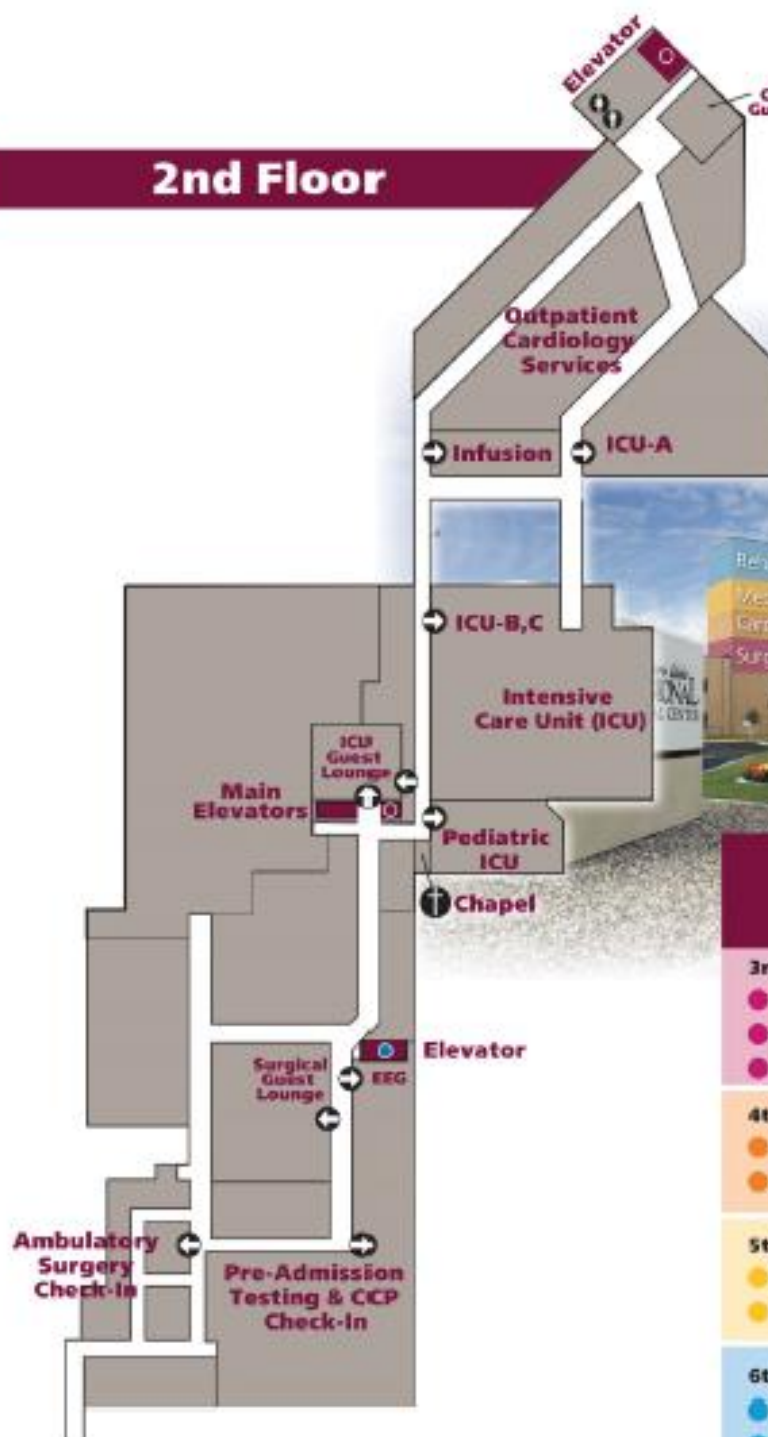 Elevator
2nd Floor
Outpatient
Cardiology
Services
Infusion
ICU-A
ICU-B,C
Intensive
Care Unit (ICU)
ICU
Guest
Lounge
Main
Elevators
Pediatric
ICU
Chapel
Elevator
Surgical
Guest
Lounge
EEG
Ambulatory
Surgery
Check-In
Pre-Admission
Testing & CCP
Check-In